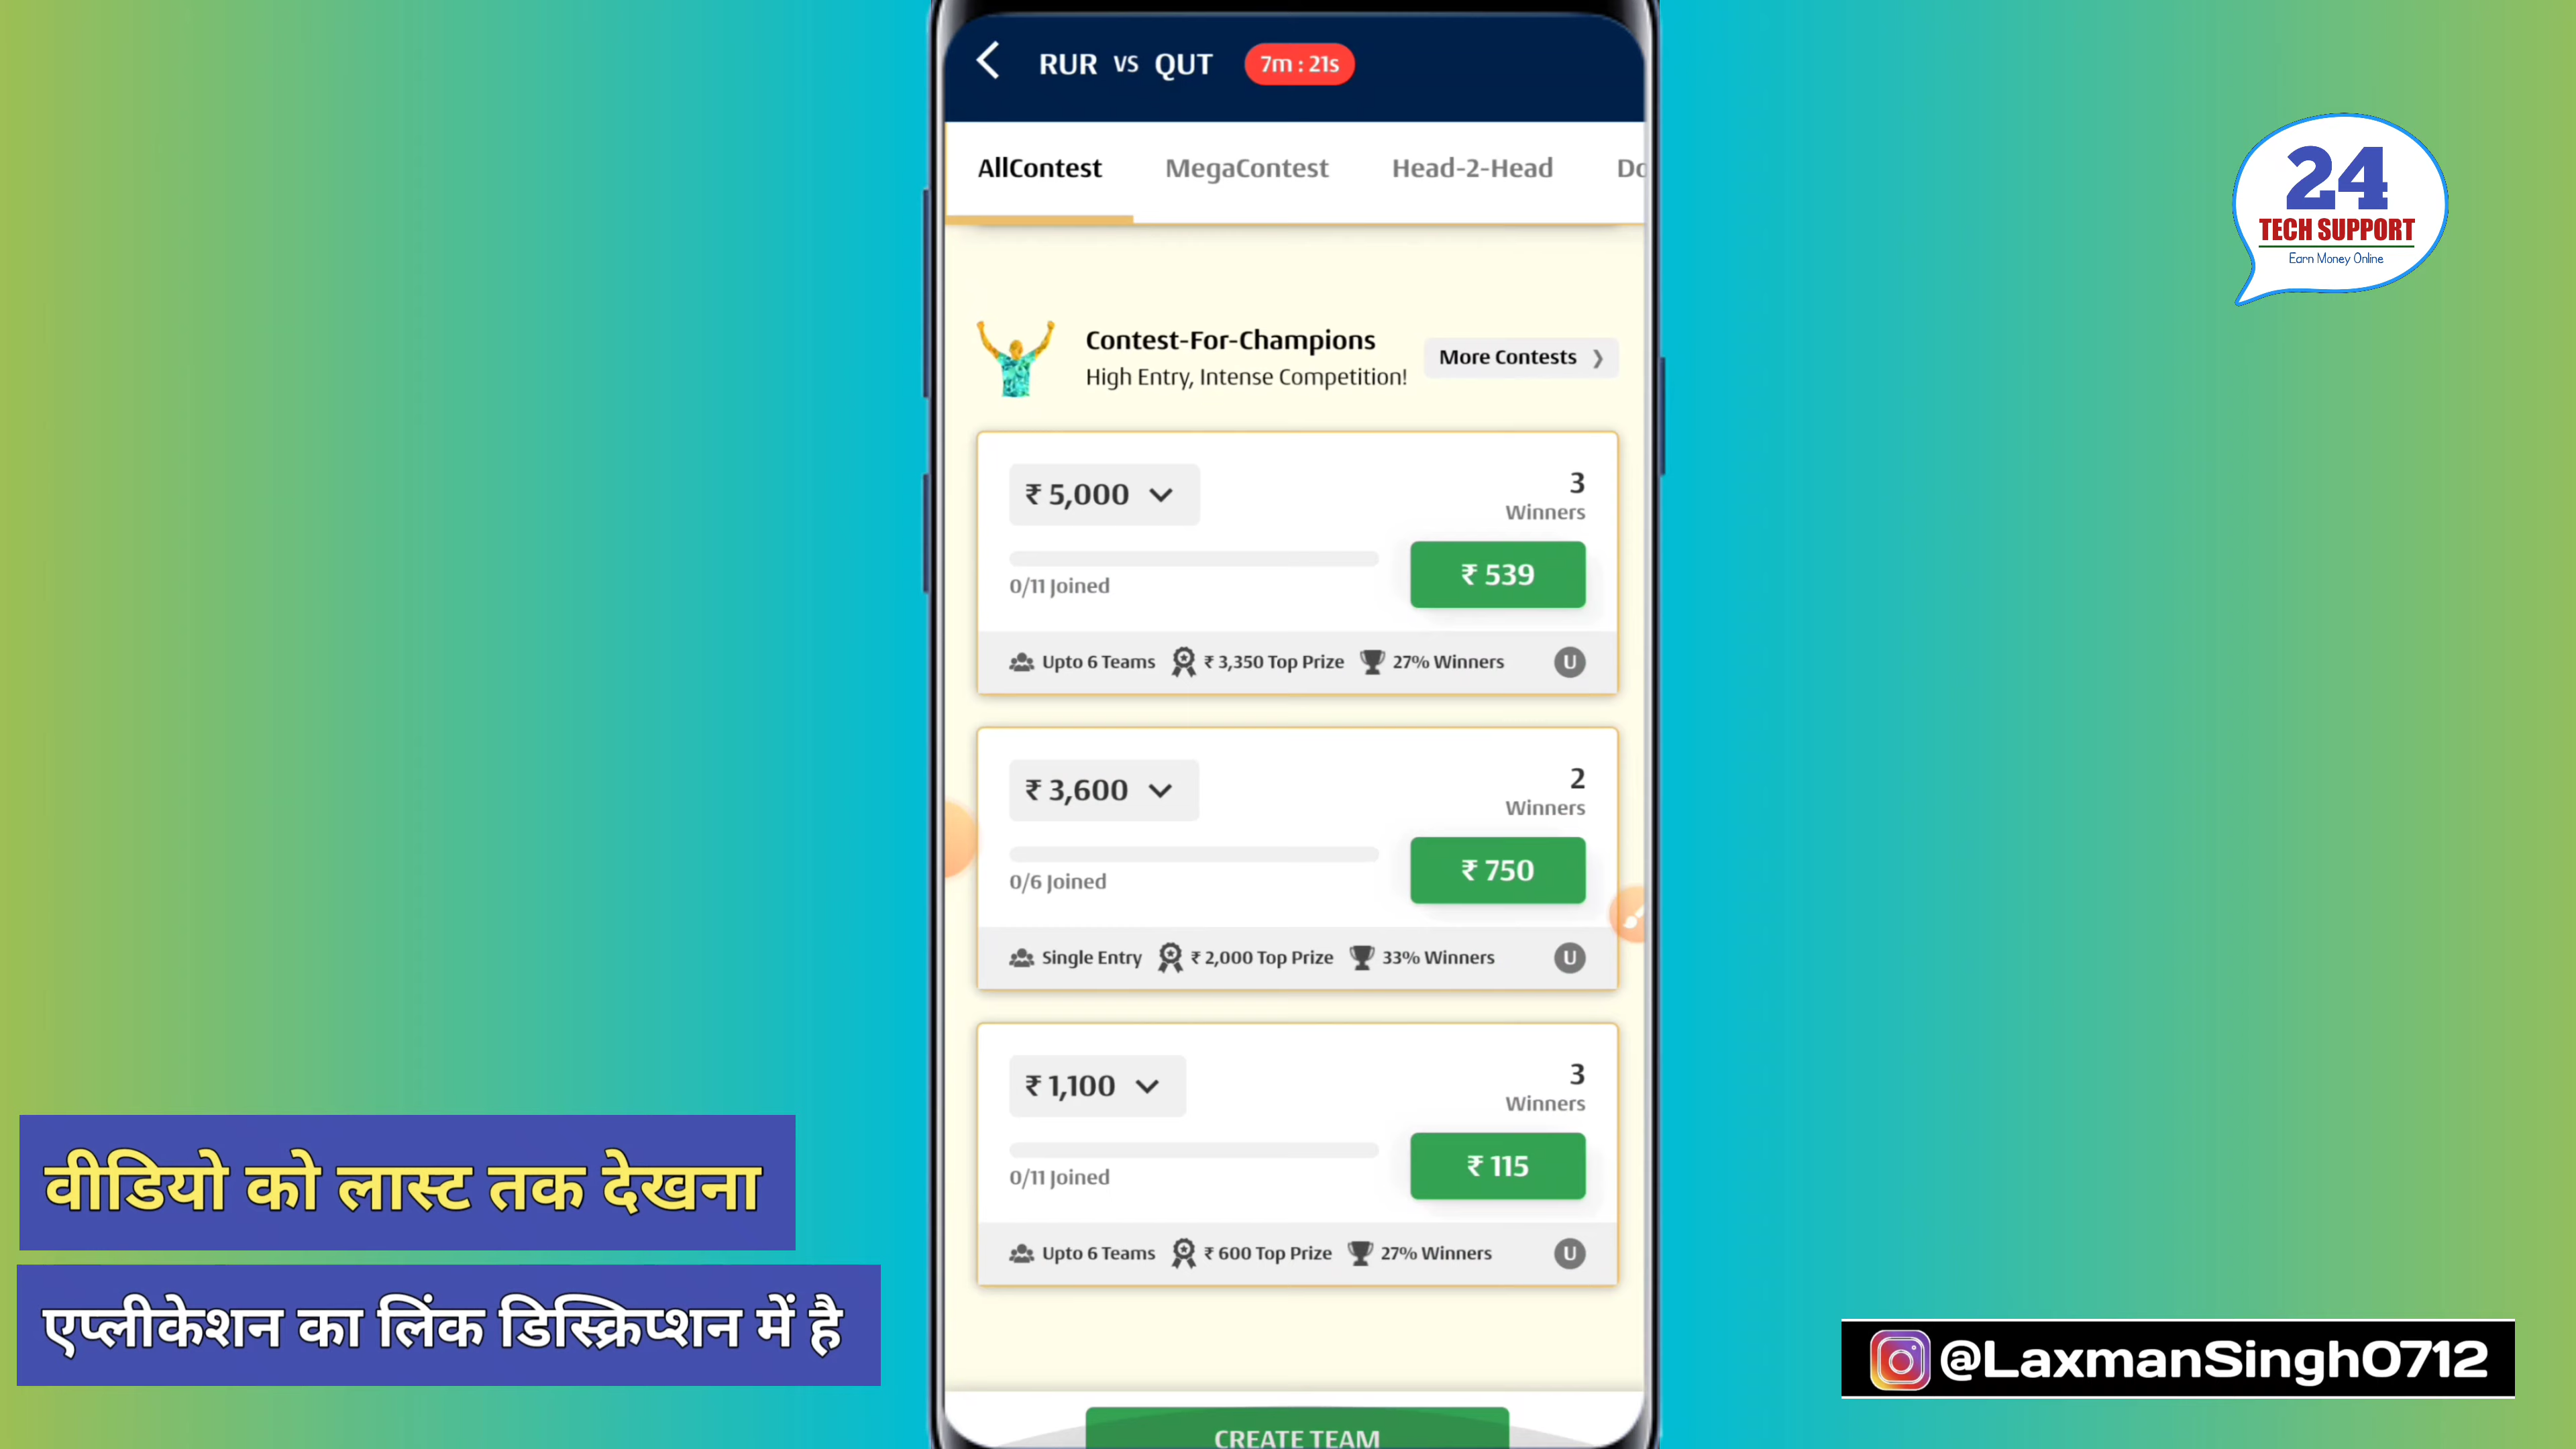 RUR vs QUT 7m : 21s
AllContest MegaContest Head-2-Head
Contest-For-Champions
High Entry, Intense Competition!
More Contests
₹ 5,000
3
Winners
₹ 539
0/11 Joined
Upto 6 Teams ₹ 3,350 Top Prize 27% Winners U
₹ 3,600
2
Winners
₹ 750
0/6 Joined
Single Entry ₹ 2,000 Top Prize 33% Winners U
₹ 1,100
3
Winners
₹ 115
0/11 Joined
Upto 6 Teams ₹ 600 Top Prize 27% Winners U
CREATE TEAM
24
TECH SUPPORT
Earn Money Online
वीडियो को लास्ट तक देखना
एप्लीकेशन का लिंक डिस्क्रिप्शन में है
@LaxmanSingh0712